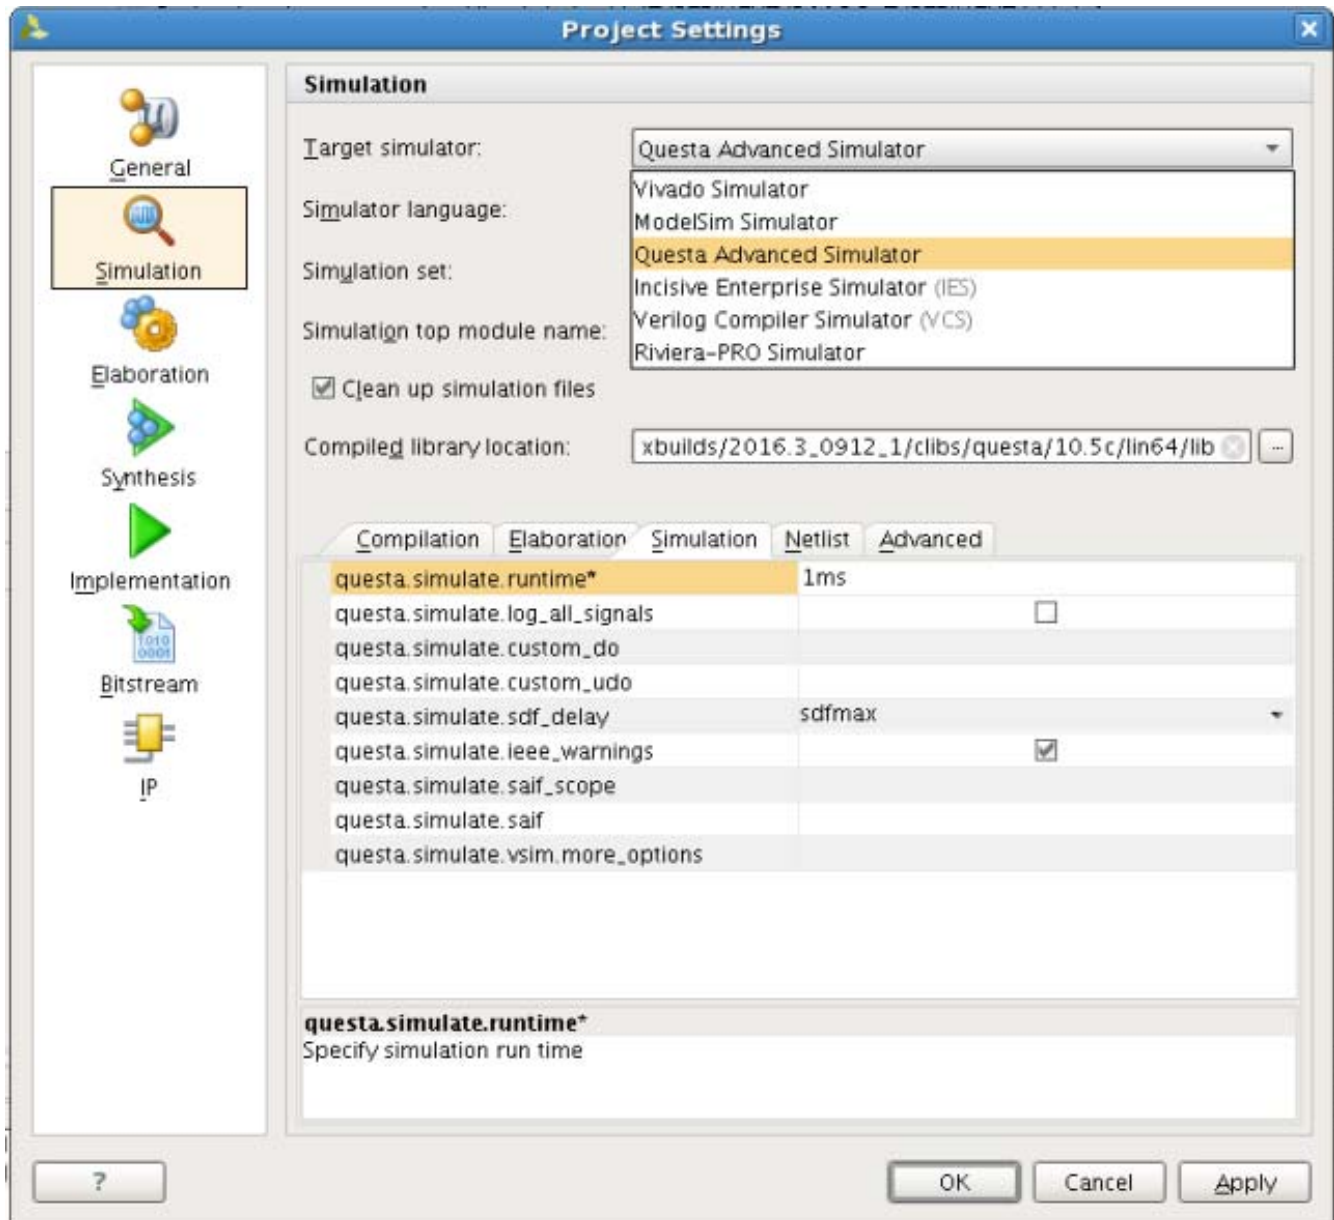 Project Settings
General
Simulation
Elaboration
Synthesis
Implementation
Bitstream
IP
Simulation
Target simulator:
Questa Advanced Simulator
Vivado Simulator
ModelSim Simulator
Questa Advanced Simulator
Incisive Enterprise Simulator (IES)
Verilog Compiler Simulator (VCS)
Riviera-PRO Simulator
Simulator language:
Simulation set:
Simulation top module name:
Clean up simulation files
Compiled library location: xbuilds/2016.3_0912_1/clibs/questa/10.5c/lin64/lib ...
Compilation Elaboration Simulation Netlist Advanced
questa.simulate.runtime* 1ms
questa.simulate.log_all_signals
questa.simulate.custom_do
questa.simulate.custom_udo
questa.simulate.sdf_delay sdfmax
questa.simulate.ieee_warnings
questa.simulate.saif_scope
questa.simulate.saif
questa.simulate.vsim.more_options
questa.simulate.runtime*
Specify simulation run time
? OK Cancel Apply